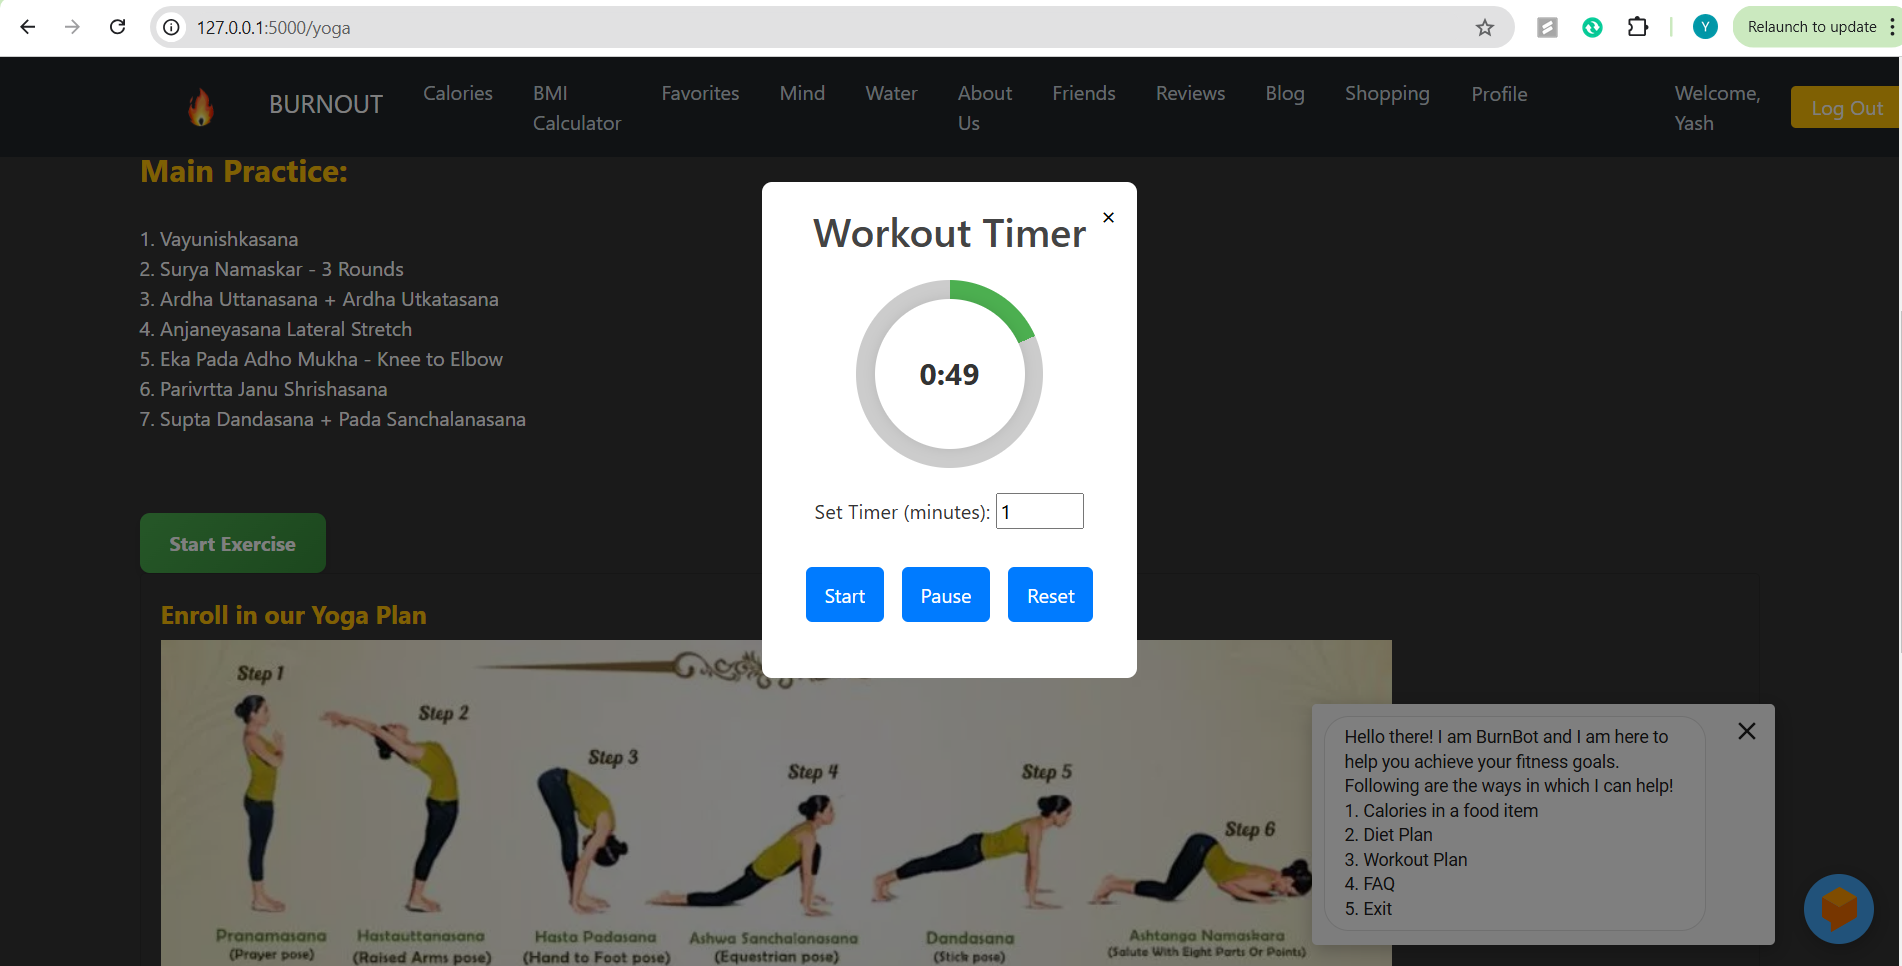 127.0.0.1:5000/yoga
Y
Relaunch to update
BURNOUT
Calories
BMI
Calculator
Favorites
Mind
Water
About
Us
Friends
Reviews
Blog
Shopping
Profile
Welcome,
Yash
Log Out
Main Practice:
1. Vayunishkasana
2. Surya Namaskar - 3 Rounds
3. Ardha Uttanasana + Ardha Utkatasana
4. Anjaneyasana Lateral Stretch
5. Eka Pada Adho Mukha - Knee to Elbow
6. Parivrtta Janu Shrishasana
7. Supta Dandasana + Pada Sanchalanasana
Start Exercise
Workout Timer
×
0:49
Set Timer (minutes): 1
Start
Pause
Reset
Enroll in our Yoga Plan
Step 1
Step 2
Step 3
Step 4
Step 5
Step 6
Pranamasana
(Prayer pose)
Hastauttanasana
(Raised Arms pose)
Hasta Padasana
(Hand to Foot pose)
Ashwa Sanchalanasana
(Equestrian pose)
Dandasana
(Stick pose)
Ashtanga Namaskara
(Salute With Eight Parts Or Points)
Hello there! I am BurnBot and I am here to
help you achieve your fitness goals.
Following are the ways in which I can help!
1. Calories in a food item
2. Diet Plan
3. Workout Plan
4. FAQ
5. Exit